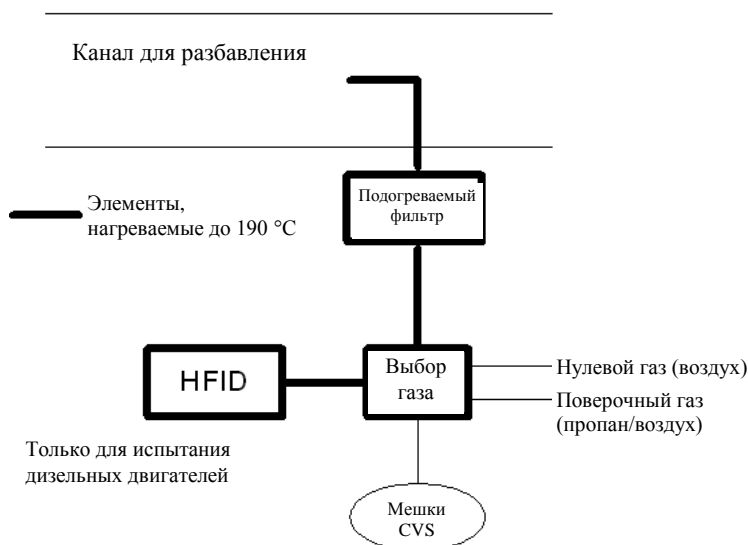 Канал для разбавления
Подогреваемый
фильтр
Элементы,
нагреваемые до 190 °C
HFID
Выбор
газа
Нулевой газ (воздух)
Поверочный газ
(пропан/воздух)
Только для испытания
дизельных двигателей
Мешки
CVS